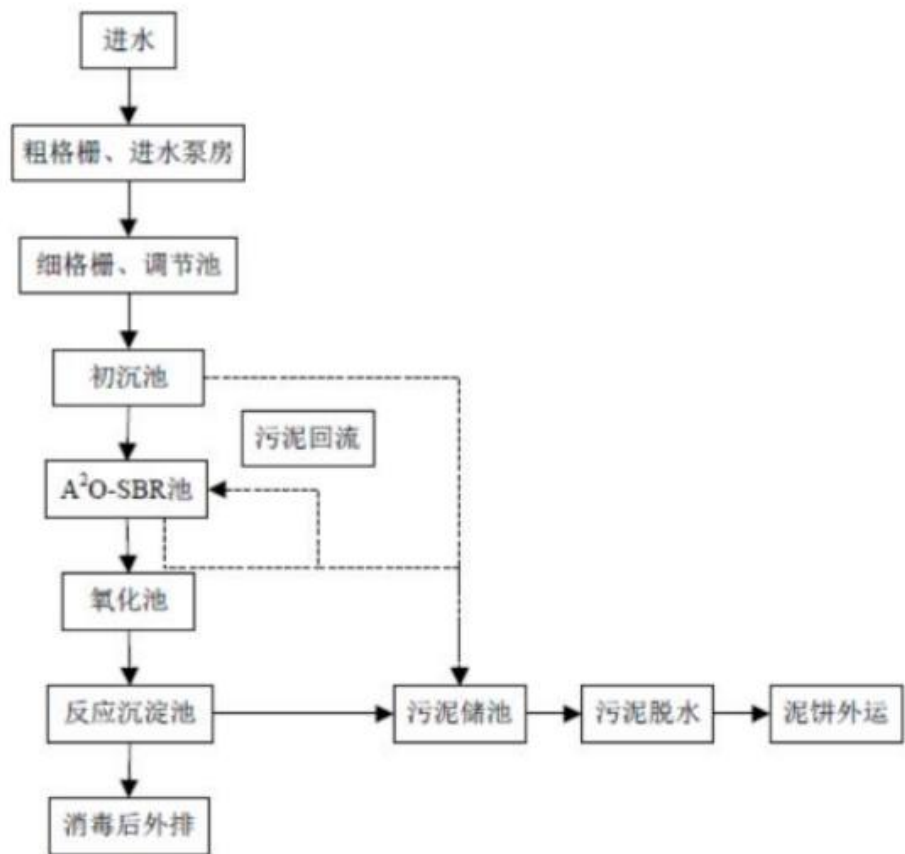 进水
粗格栅、进水泵房
细格栅、调节池
初沉池
污泥回流
A²O-SBR池
氧化池
反应沉淀池
污泥储池
污泥脱水
泥饼外运
消毒后外排